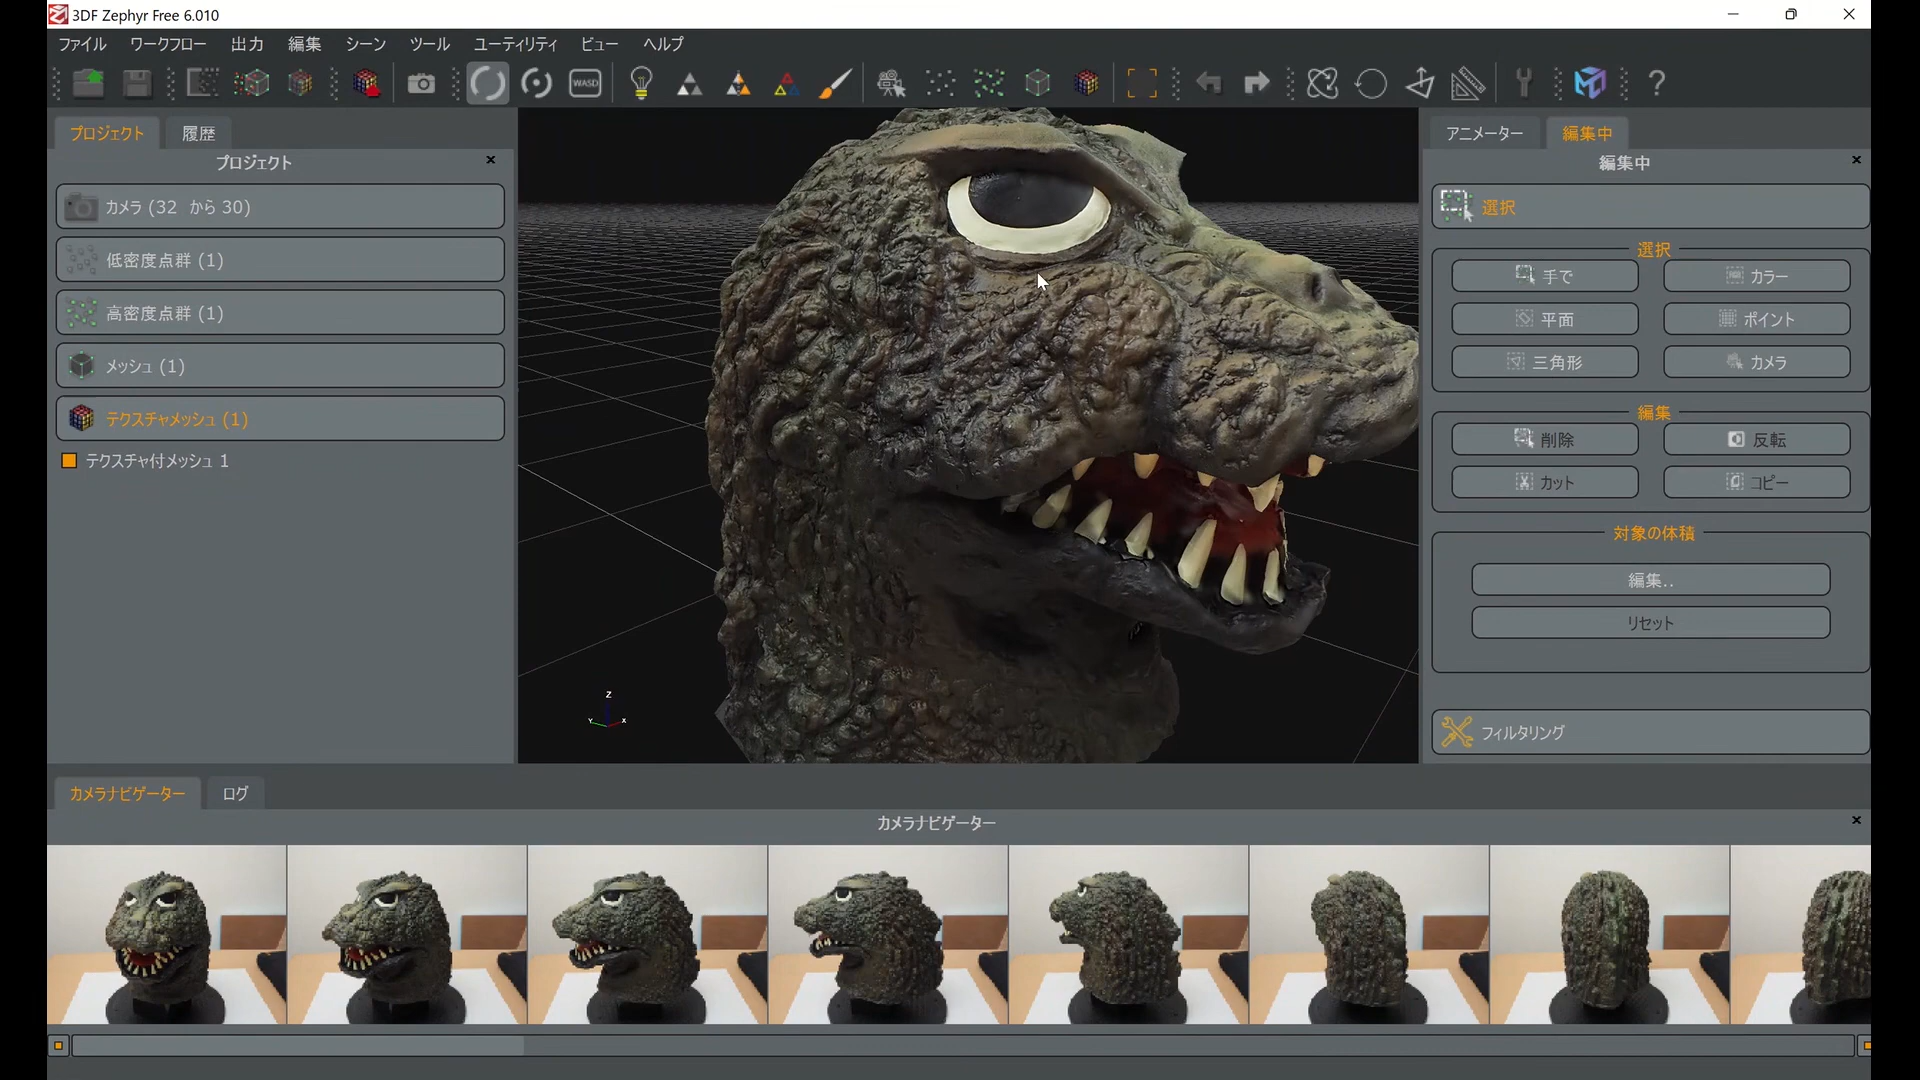 3DF Zephyr Free 6.010
ファイル ワークフロー 出力 編集 シーン ツール ユーティリティ ビュー ヘルプ
WASD
プロジェクト 履歴
プロジェクト
カメラ (32 から 30)
低密度点群 (1)
高密度点群 (1)
メッシュ (1)
テクスチャメッシュ (1)
テクスチャ付メッシュ 1
Z
Y X
アニメーター 編集中
編集中
選択
選択
手で カラー
平面 ポイント
三角形 カメラ
編集
削除 反転
カット コピー
対象の体積
編集..
リセット
フィルタリング
カメラナビゲーター ログ
カメラナビゲーター